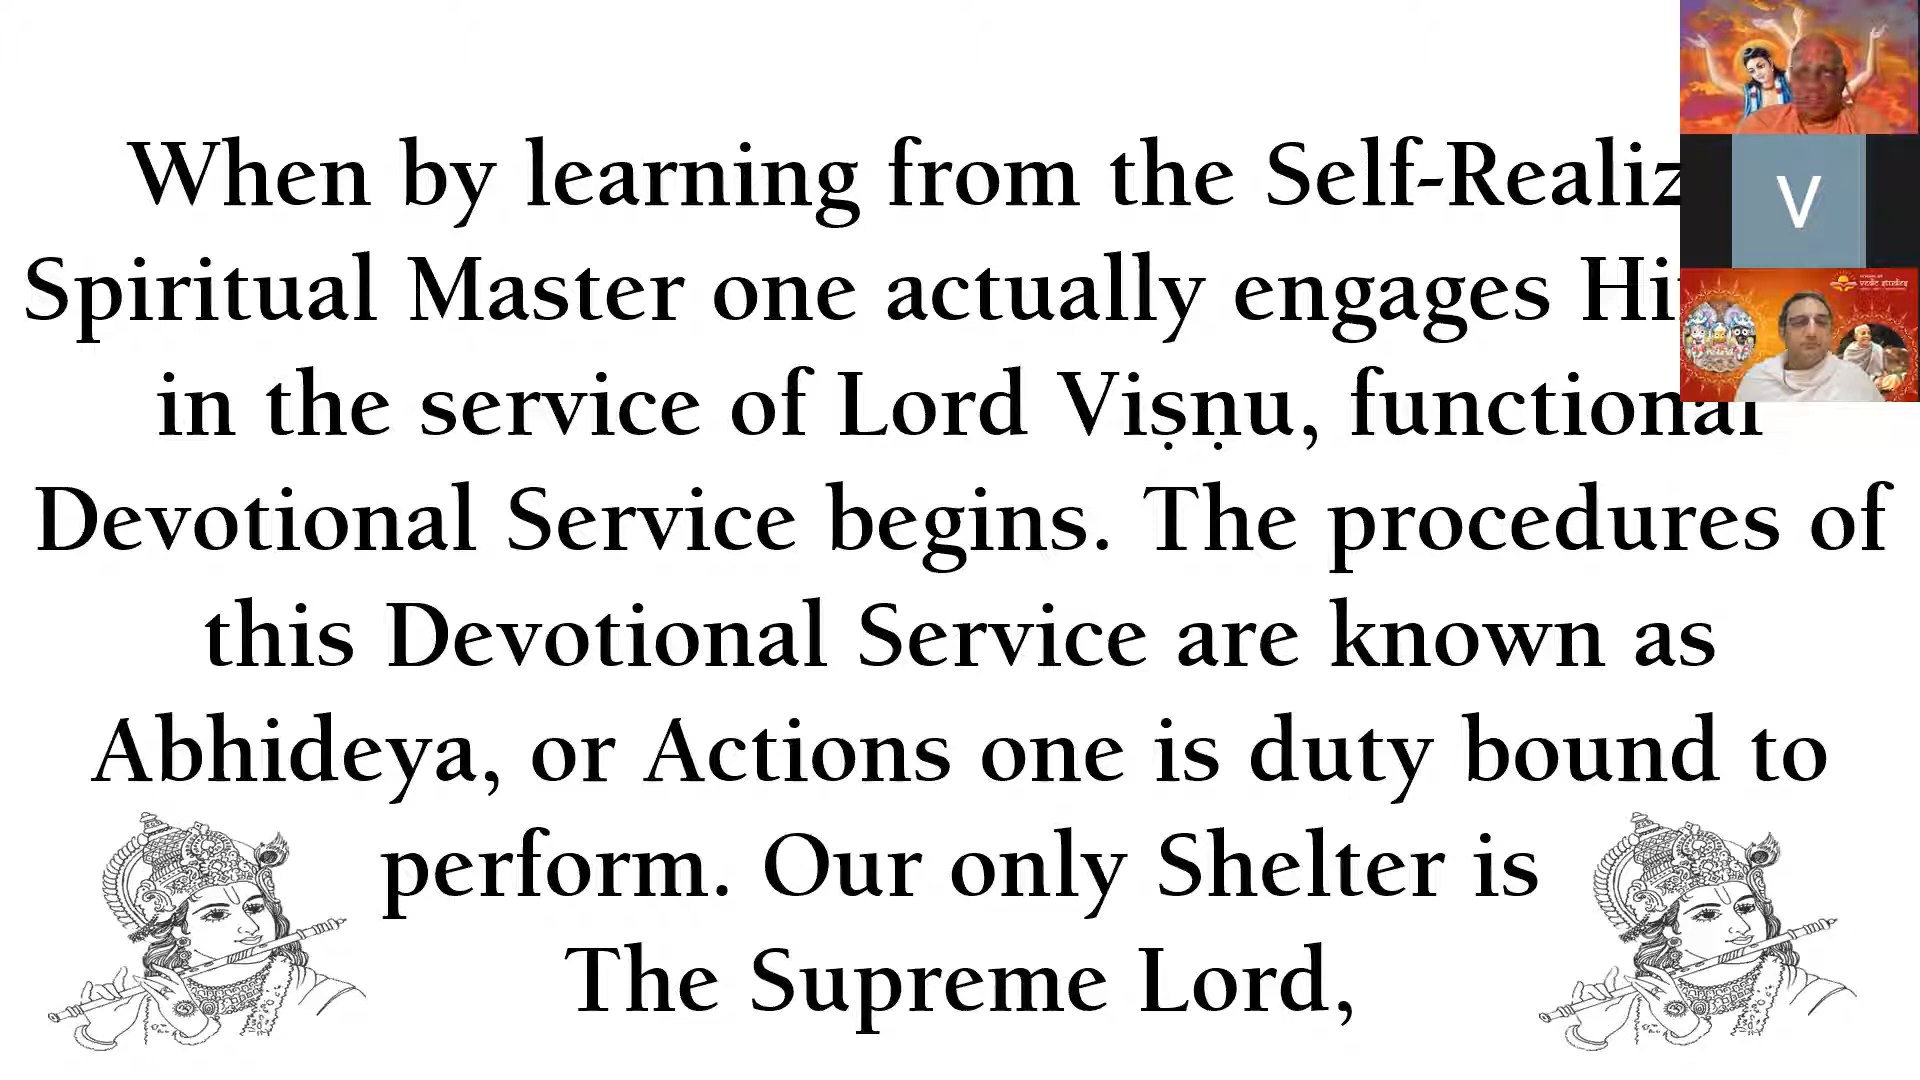 When by learning from the Self-Realiz
Spiritual Master one actually engages Hi
in the service of Lord Viṣṇu, functional
Devotional Service begins. The procedures of
this Devotional Service are known as
Abhideya, or Actions one is duty bound to
perform. Our only Shelter is
The Supreme Lord,
V
vedic studies